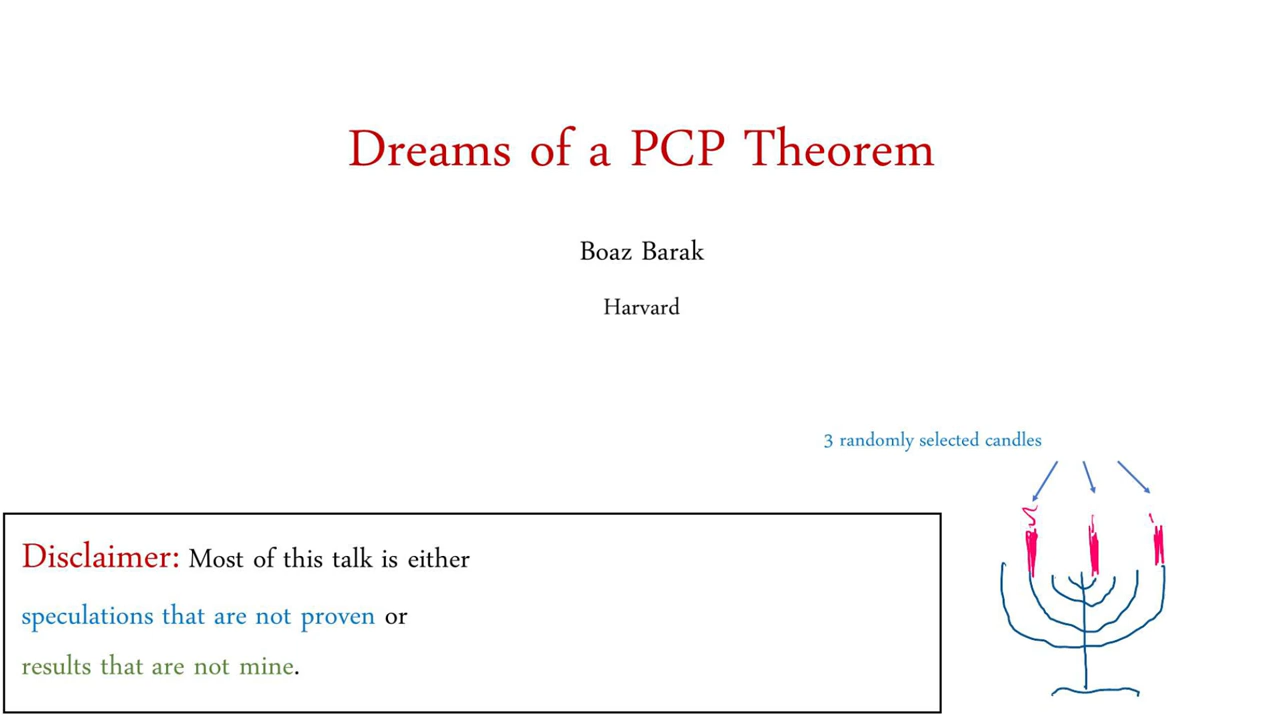 Dreams of a PCP Theorem
Boaz Barak
Harvard
3 randomly selected candles
Disclaimer: Most of this talk is either
speculations that are not proven or
results that are not mine.